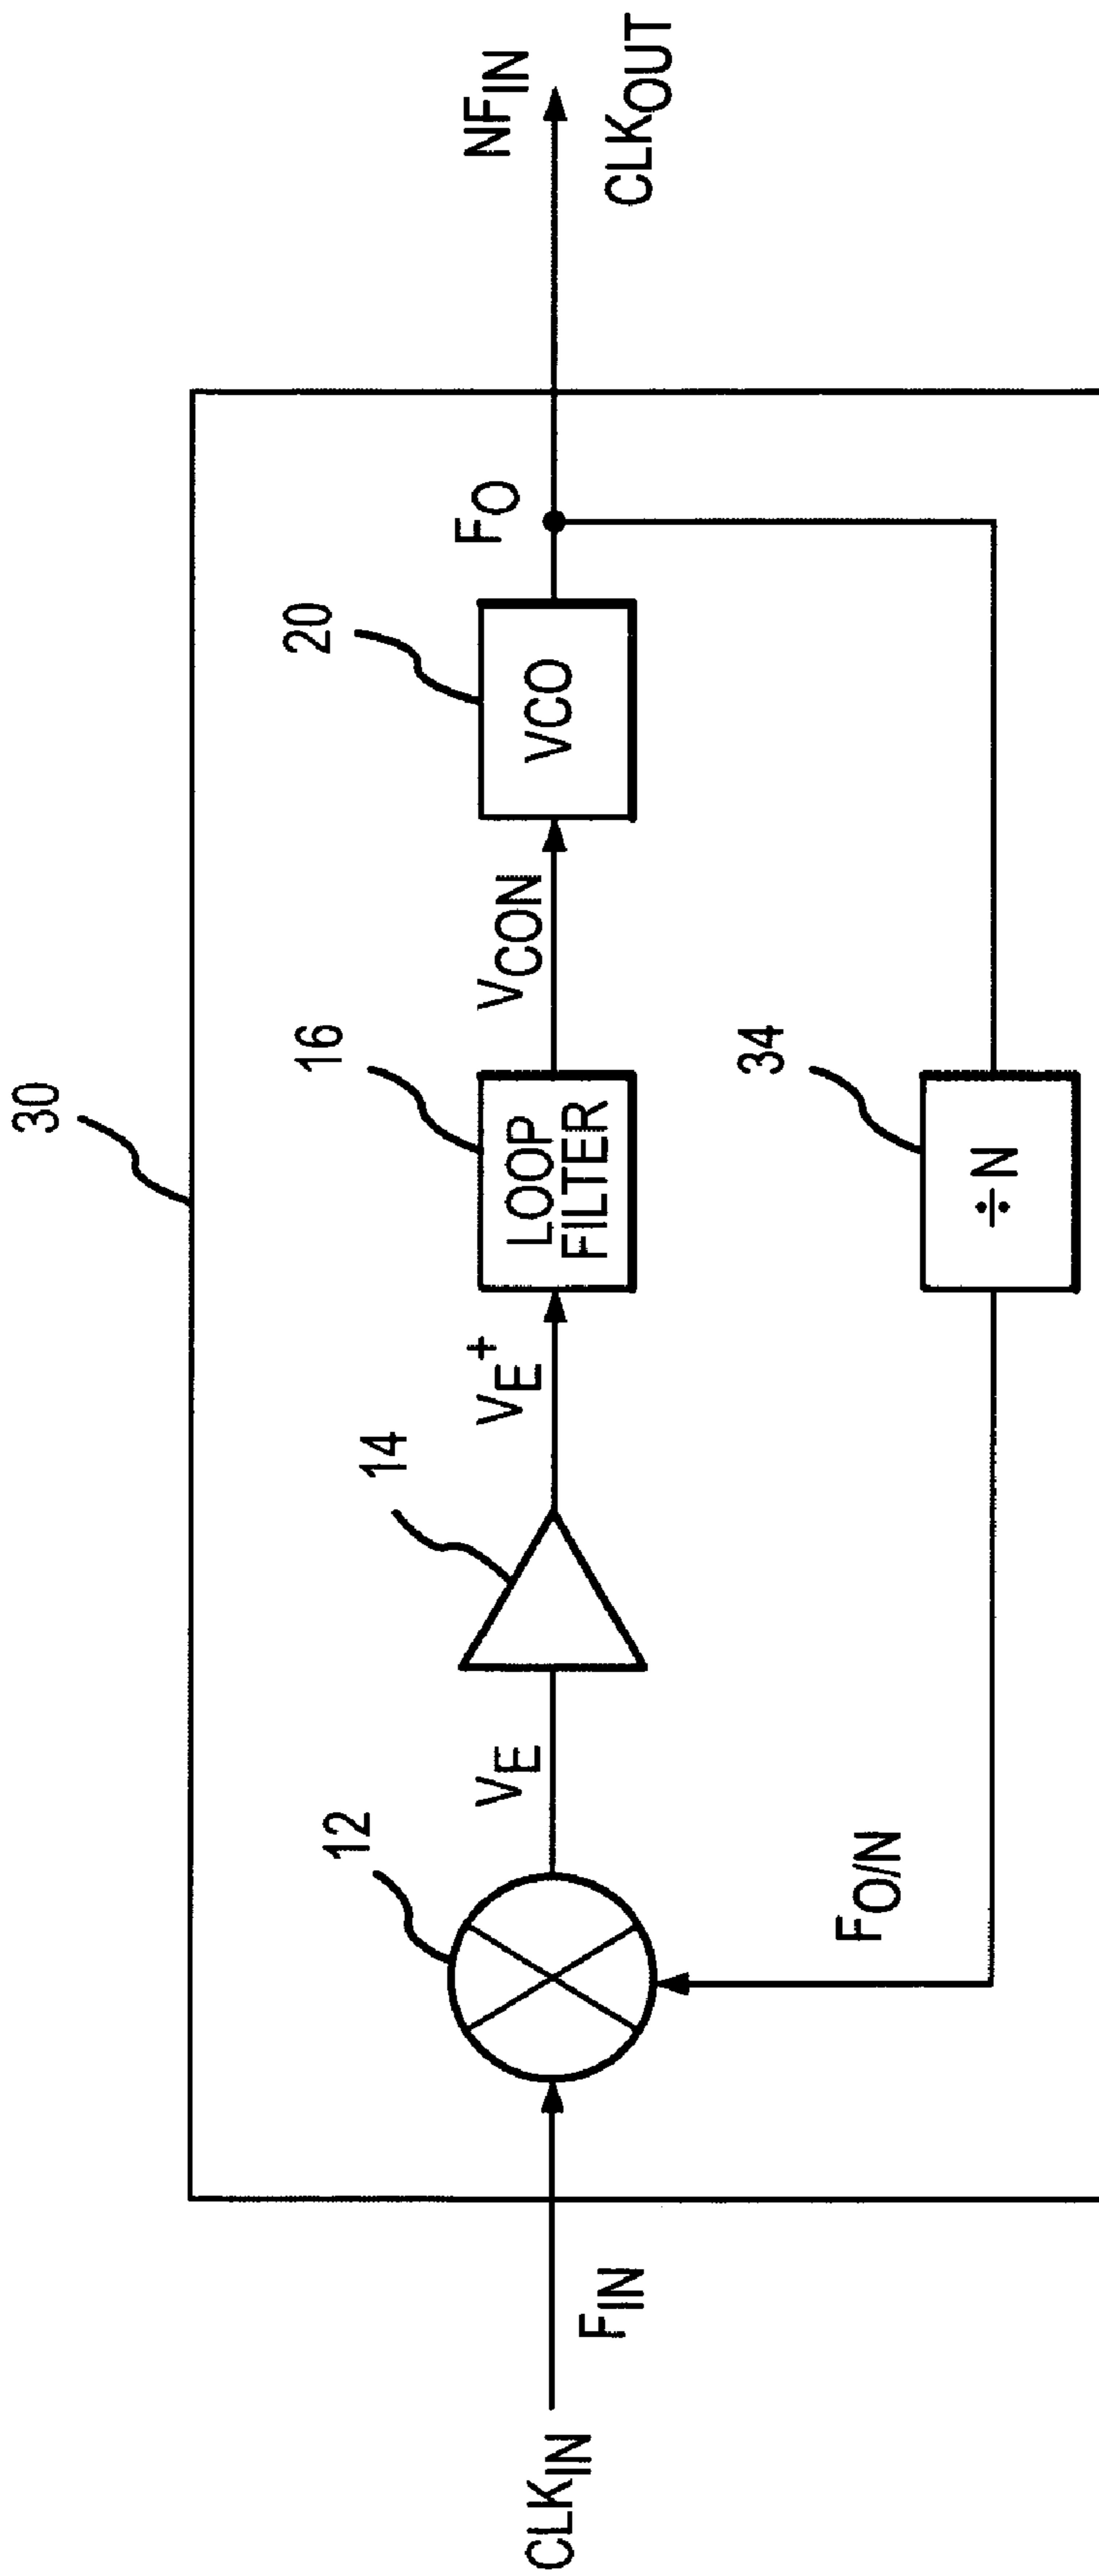 30
12
14
16
20
CLK_IN
F_IN
V_E
V_E^+
LOOP
FILTER
V_CON
VCO
F_O
NF_IN
CLK_OUT
F_O/N
34
÷N